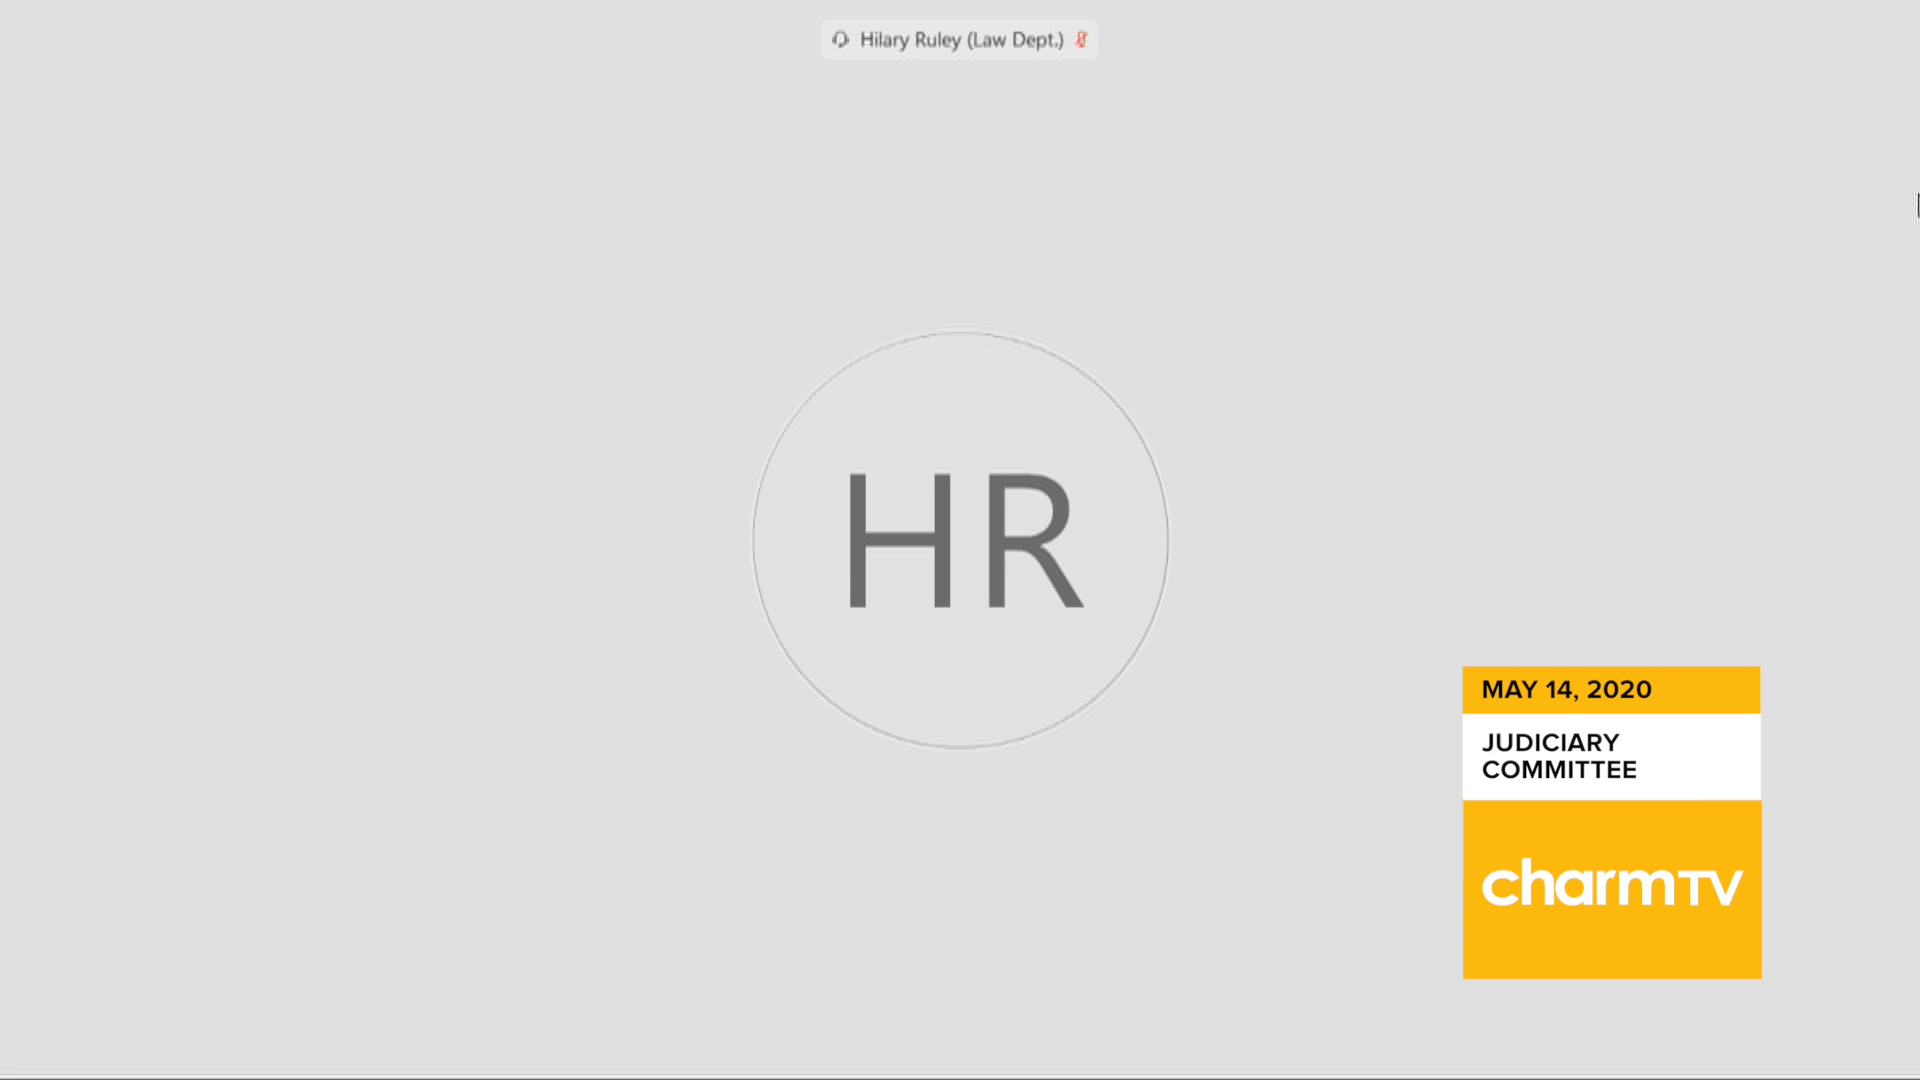 Hilary Ruley (Law Dept.)
HR
MAY 14, 2020
JUDICIARY
COMMITTEE
charmTV